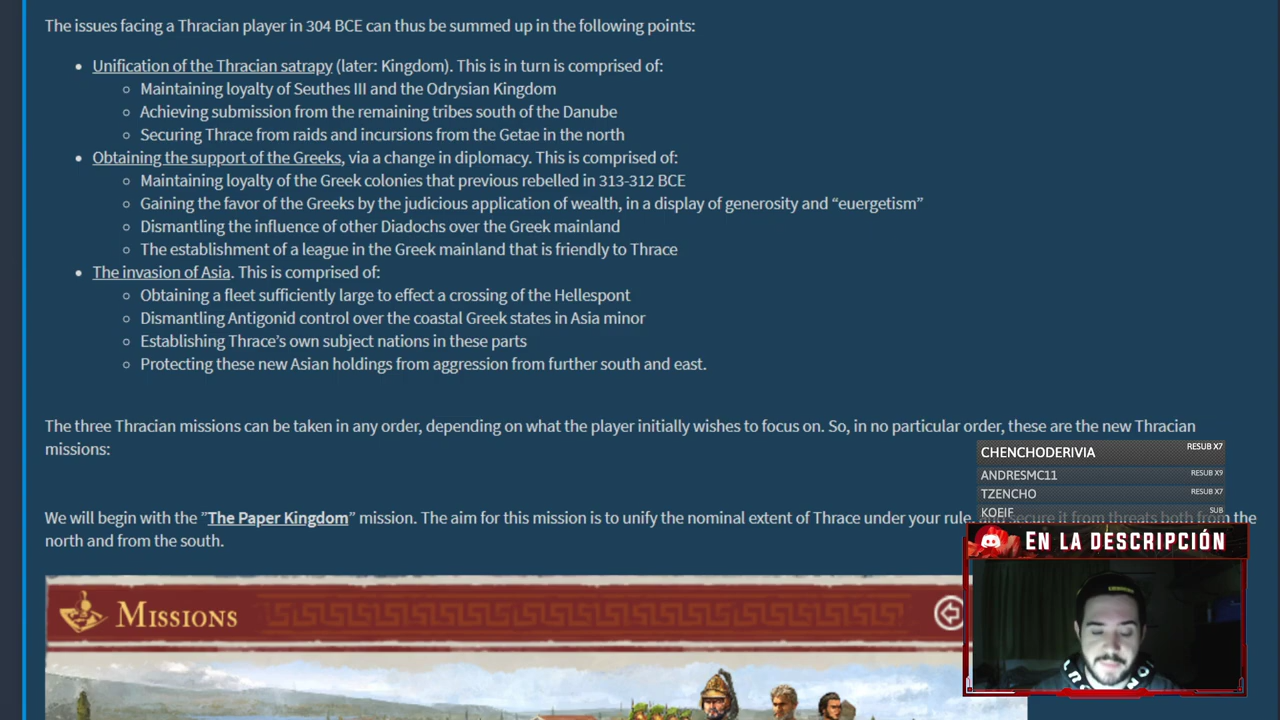 The issues facing a Thracian player in 304 BCE can thus be summed up in the following points:
Unification of the Thracian satrapy (later: Kingdom). This is in turn is comprised of:
Maintaining loyalty of Seuthes III and the Odrysian Kingdom
Achieving submission from the remaining tribes south of the Danube
Securing Thrace from raids and incursions from the Getae in the north
Obtaining the support of the Greeks, via a change in diplomacy. This is comprised of:
Maintaining loyalty of the Greek colonies that previous rebelled in 313-312 BCE
Gaining the favor of the Greeks by the judicious application of wealth, in a display of generosity and “euergetism”
Dismantling the influence of other Diadochs over the Greek mainland
The establishment of a league in the Greek mainland that is friendly to Thrace
The invasion of Asia. This is comprised of:
Obtaining a fleet sufficiently large to effect a crossing of the Hellespont
Dismantling Antigonid control over the coastal Greek states in Asia minor
Establishing Thrace’s own subject nations in these parts
Protecting these new Asian holdings from aggression from further south and east.
The three Thracian missions can be taken in any order, depending on what the player initially wishes to focus on. So, in no particular order, these are the new Thracian
missions:
We will begin with the ”The Paper Kingdom” mission. The aim for this mission is to unify the nominal extent of Thrace under your rule, secure it from threats both from the
north and from the south.
MISSIONS
CHENCHODERIVIA RESUB X7
ANDRESMC11 RESUB X9
TZENCHO RESUB X7
KOEIF SUB
EN LA DESCRIPCIÓN